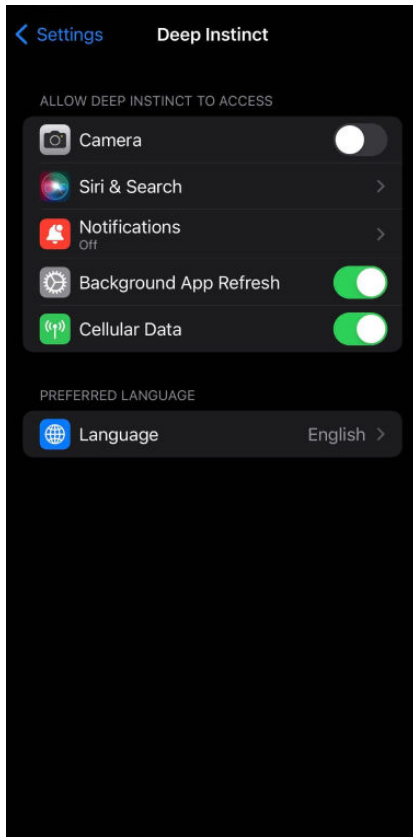 Settings
Deep Instinct
ALLOW DEEP INSTINCT TO ACCESS
Camera
Siri & Search
Notifications
Off
Background App Refresh
Cellular Data
PREFERRED LANGUAGE
Language English